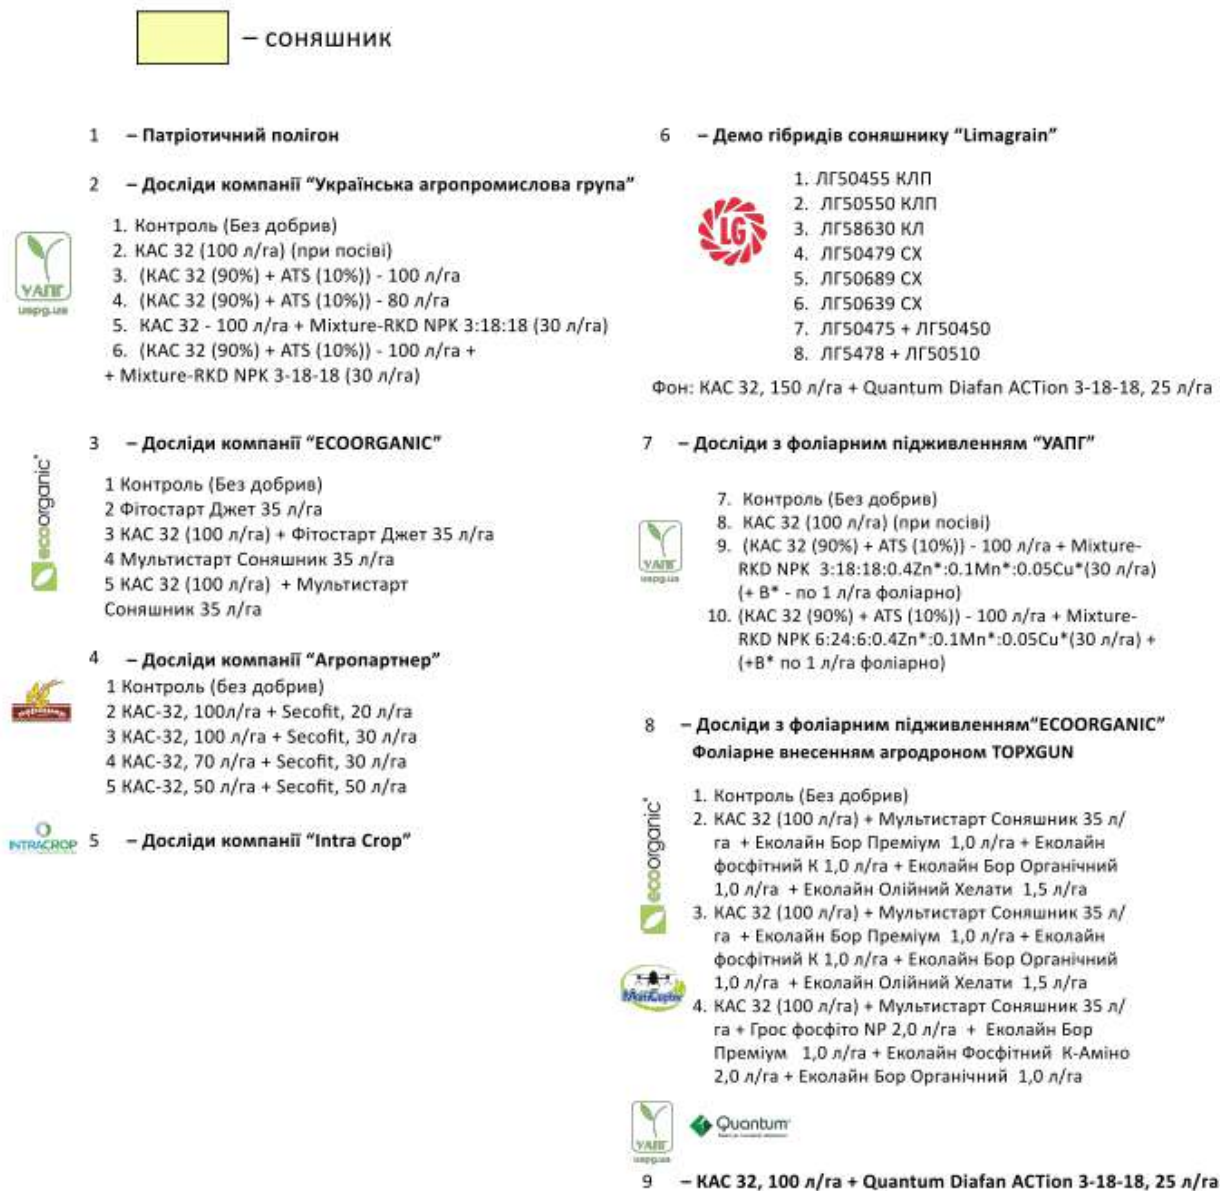 – соняшник
1 – Патріотичний полігон
2 – Досліди компанії “Українська агропромислова група”
УАПГ
uapg.ua
1. Контроль (Без добрив)
2. КАС 32 (100 л/га) (при посіві)
3. (КАС 32 (90%) + ATS (10%)) - 100 л/га
4. (КАС 32 (90%) + ATS (10%)) - 80 л/га
5. КАС 32 - 100 л/га + Mixture-RKD NPK 3:18:18 (30 л/га)
6. (КАС 32 (90%) + ATS (10%)) - 100 л/га +
+ Mixture-RKD NPK 3-18-18 (30 л/га)
3 – Досліди компанії “ECOORGANIC”
ecoorganic
1 Контроль (Без добрив)
2 Фітостарт Джет 35 л/га
3 КАС 32 (100 л/га) + Фітостарт Джет 35 л/га
4 Мультистарт Соняшник 35 л/га
5 КАС 32 (100 л/га) + Мультистарт
Соняшник 35 л/га
4 – Досліди компанії “Агропартнер”
1 Контроль (без добрив)
2 КАС-32, 100л/га + Secofit, 20 л/га
3 КАС-32, 100 л/га + Secofit, 30 л/га
4 КАС-32, 70 л/га + Secofit, 30 л/га
5 КАС-32, 50 л/га + Secofit, 50 л/га
INTRACROP
5 – Досліди компанії “Intra Crop”
6 – Демо гібридів соняшнику “Limagrain”
LG
1. ЛГ50455 КЛП
2. ЛГ50550 КЛП
3. ЛГ58630 КЛ
4. ЛГ50479 СХ
5. ЛГ50689 СХ
6. ЛГ50639 СХ
7. ЛГ50475 + ЛГ50450
8. ЛГ5478 + ЛГ50510
Фон: КАС 32, 150 л/га + Quantum Diafan ACTion 3-18-18, 25 л/га
7 – Досліди з фоліарним підживленням “УАПГ”
УАПГ
uapg.ua
7. Контроль (Без добрив)
8. КАС 32 (100 л/га) (при посіві)
9. (КАС 32 (90%) + ATS (10%)) - 100 л/га + Mixture-
RKD NPK 3:18:18:0.4Zn*:0.1Mn*:0.05Cu*(30 л/га)
(+ В* - по 1 л/га фоліарно)
10. (КАС 32 (90%) + ATS (10%)) - 100 л/га + Mixture-
RKD NPK 6:24:6:0.4Zn*:0.1Mn*:0.05Cu*(30 л/га) +
(+В* по 1 л/га фоліарно)
8 – Досліди з фоліарним підживленням“ECOORGANIC”
Фоліарне внесенням агродроном TOPXGUN
ecoorganic
1. Контроль (Без добрив)
2. КАС 32 (100 л/га) + Мультистарт Соняшник 35 л/
га + Еколайн Бор Преміум 1,0 л/га + Еколайн
фосфітний К 1,0 л/га + Еколайн Бор Органічний
1,0 л/га + Еколайн Олійний Хелати 1,5 л/га
3. КАС 32 (100 л/га) + Мультистарт Соняшник 35 л/
га + Еколайн Бор Преміум 1,0 л/га + Еколайн
фосфітний К 1,0 л/га + Еколайн Бор Органічний
1,0 л/га + Еколайн Олійний Хелати 1,5 л/га
4. КАС 32 (100 л/га) + Мультистарт Соняшник 35 л/
га + Грос фосфіто NP 2,0 л/га + Еколайн Бор
Преміум 1,0 л/га + Еколайн Фосфітний К-Аміно
2,0 л/га + Еколайн Бор Органічний 1,0 л/га
УАПГ
uapg.ua
Quantum
9 – КАС 32, 100 л/га + Quantum Diafan ACTion 3-18-18, 25 л/га